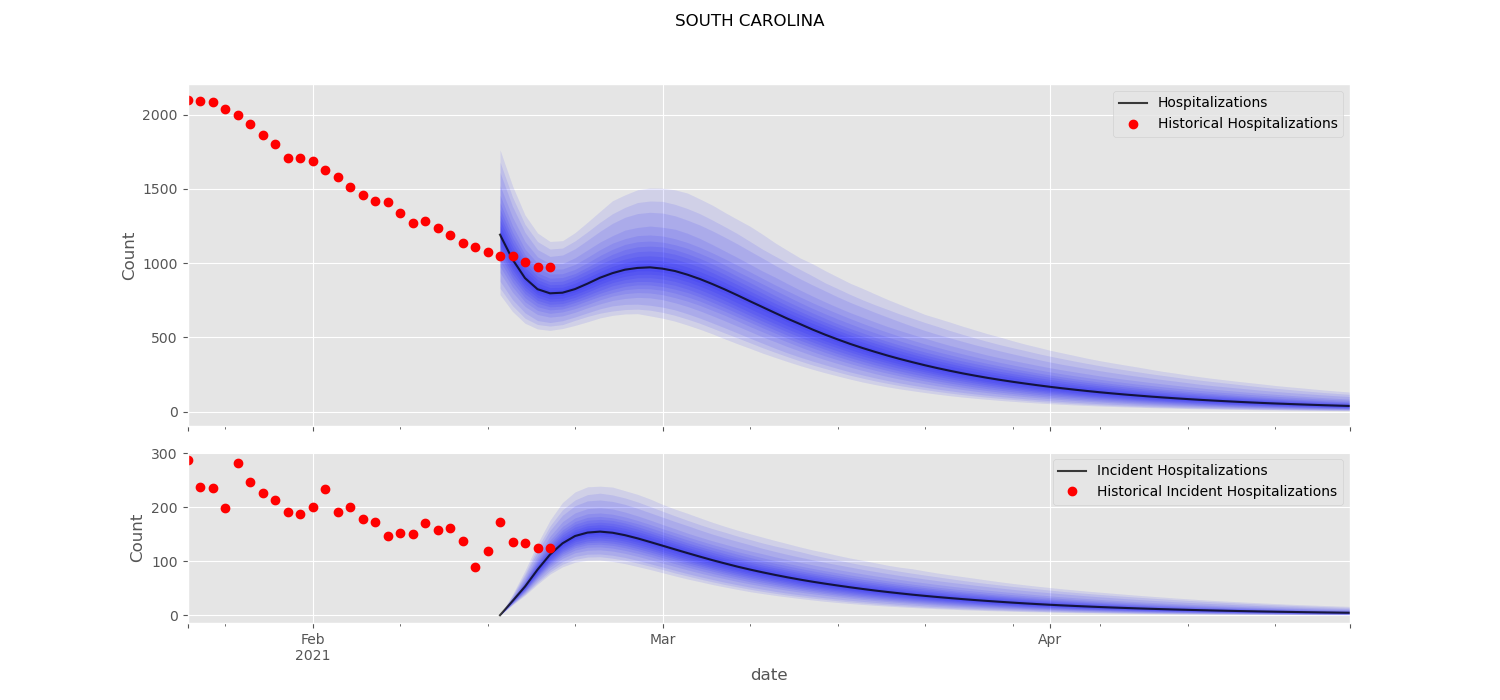 SOUTH CAROLINA
Hospitalizations
Historical Hospitalizations
2000
1500
1000
500
0
Count
Incident Hospitalizations
Historical Incident Hospitalizations
300
200
100
0
Count
Feb
2021
Mar
Apr
date